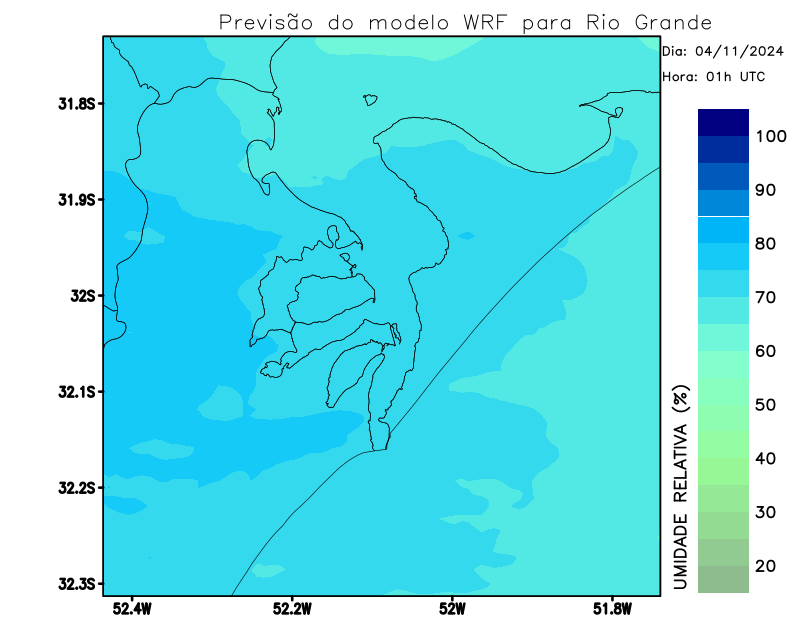 Previsão do modelo WRF para Rio Grande
Dia: 04/11/2024
Hora: 01h UTC
31.8S
31.9S
32S
32.1S
32.2S
32.3S
52.4W
52.2W
52W
51.8W
100
90
80
70
60
50
40
30
20
UMIDADE RELATIVA (%)